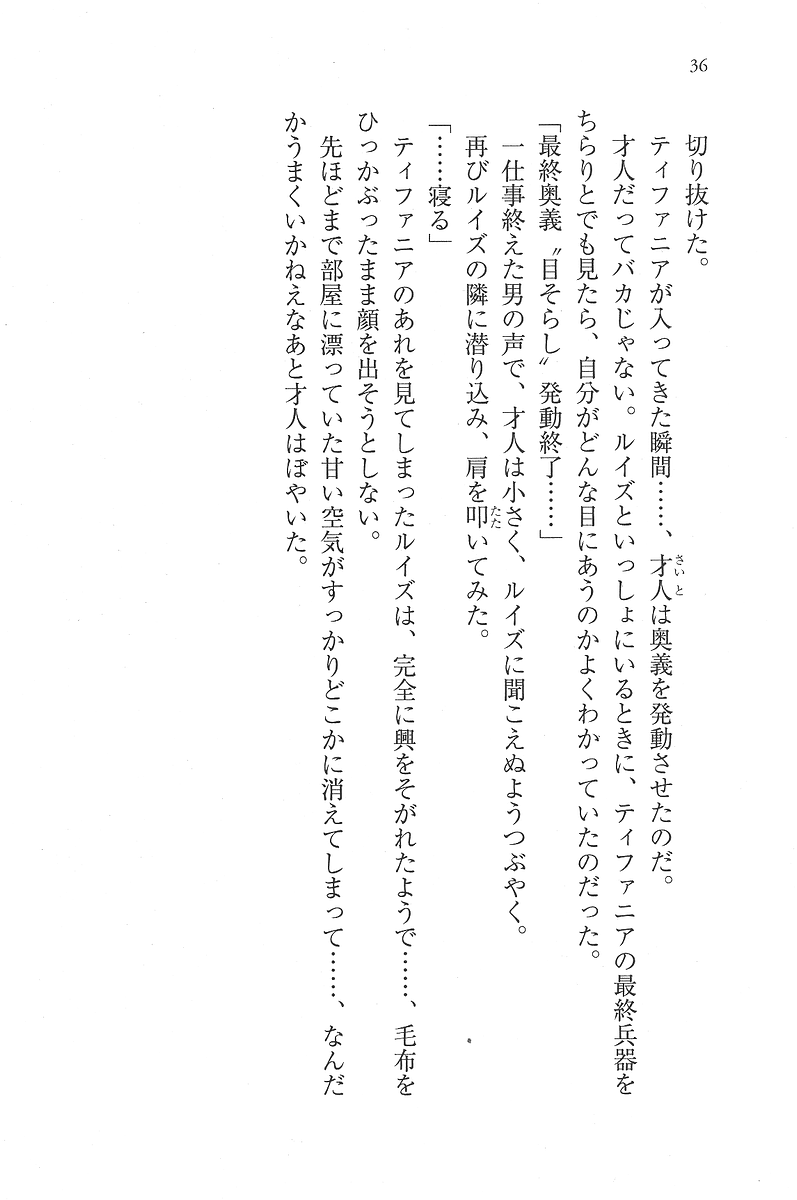 36
切り抜けた。
ティファニアが入ってきた瞬間……、才人は奥義を発動させたのだ。
才人だってバカじゃない。ルイズといっしょにいるときに、ティファニアの最終兵器を
ちらりとでも見たら、自分がどんな目にあうのかよくわかっていたのだった。
「最終奥義〝目そらし〟発動終了……」
一仕事終えた男の声で、才人は小さく、ルイズに聞こえぬようつぶやく。
再びルイズの隣に潜り込み、肩を叩いてみた。
「……寝る」
ティファニアのあれを見てしまったルイズは、完全に興をそがれたようで……、毛布を
ひっかぶったまま顔を出そうとしない。
先ほどまで部屋に漂っていた甘い空気がすっかりどこかに消えてしまって……、なんだ
かうまくいかねえなあと才人はぼやいた。